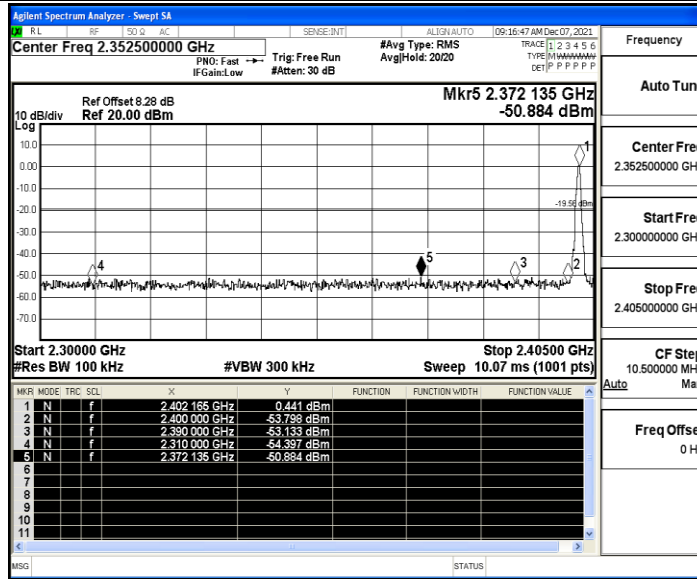 Agilent Spectrum Analyzer - Swept SA
RL RF 50 Ω AC SENSE:INT ALIGN AUTO 09:16:47 AM Dec 07, 2021
Center Freq 2.352500000 GHz
PNO: Fast
IFGain:Low
Trig: Free Run
#Atten: 30 dB
#Avg Type: RMS
Avg|Hold: 20/20
TRACE 1 2 3 4 5 6
TYPE M W W W W W
DET P P P P P P
Ref Offset 8.28 dB
Ref 20.00 dBm
10 dB/div
Log
Mkr5 2.372 135 GHz
-50.884 dBm
10.0
0.00
-10.0
-20.0
-30.0
-40.0
-50.0
-60.0
-70.0
-19.56 dBm
1
2
3
4
5
Start 2.30000 GHz
Stop 2.40500 GHz
#Res BW 100 kHz #VBW 300 kHz Sweep 10.07 ms (1001 pts)
MKR MODE TRC SCL X Y FUNCTION FUNCTION WIDTH FUNCTION VALUE
1 N f 2.402 165 GHz 0.441 dBm
2 N f 2.400 000 GHz -53.798 dBm
3 N f 2.390 000 GHz -53.133 dBm
4 N f 2.310 000 GHz -54.397 dBm
5 N f 2.372 135 GHz -50.884 dBm
6
7
8
9
10
11
MSG STATUS
Frequency
Auto Tun
Center Fre
2.352500000 GH
Start Fre
2.300000000 GH
Stop Fre
2.405000000 GH
CF Ste
10.500000 MH
Auto Ma
Freq Offse
0 H